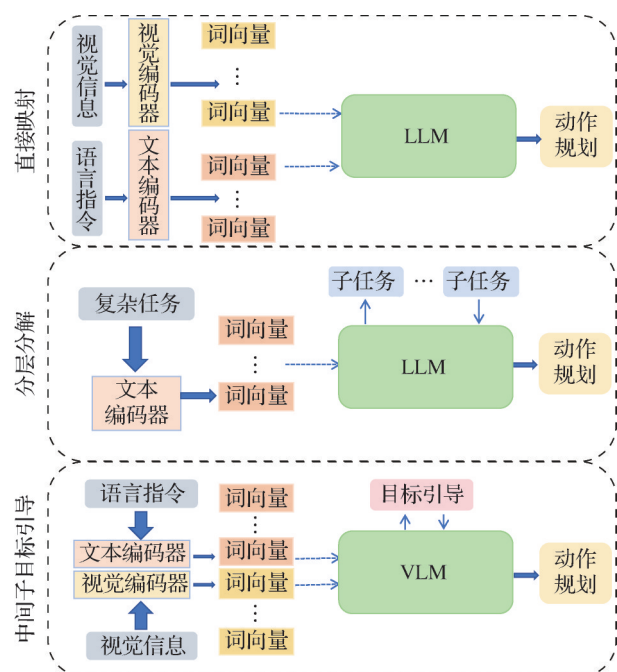 直接映射
视觉信息
视觉编码器
词向量
⋮
词向量
语言指令
文本编码器
词向量
⋮
词向量
LLM
动作
规划
分层分解
复杂任务
文本
编码器
词向量
⋮
词向量
子任务 … 子任务
LLM
动作
规划
中间子目标引导
语言指令
文本编码器
视觉编码器
视觉信息
词向量
⋮
词向量
词向量
⋮
词向量
目标引导
VLM
动作
规划